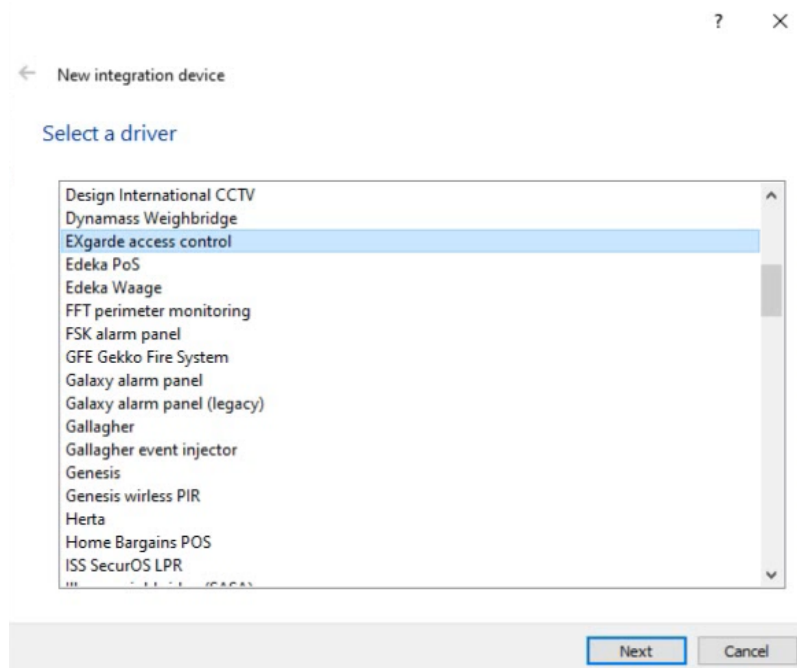 ?
New integration device
Select a driver
Design International CCTV
Dynamass Weighbridge
EXgarde access control
Edeka PoS
Edeka Waage
FFT perimeter monitoring
FSK alarm panel
GFE Gekko Fire System
Galaxy alarm panel
Galaxy alarm panel (legacy)
Gallagher
Gallagher event injector
Genesis
Genesis wirless PIR
Herta
Home Bargains POS
ISS SecurOS LPR
Next Cancel